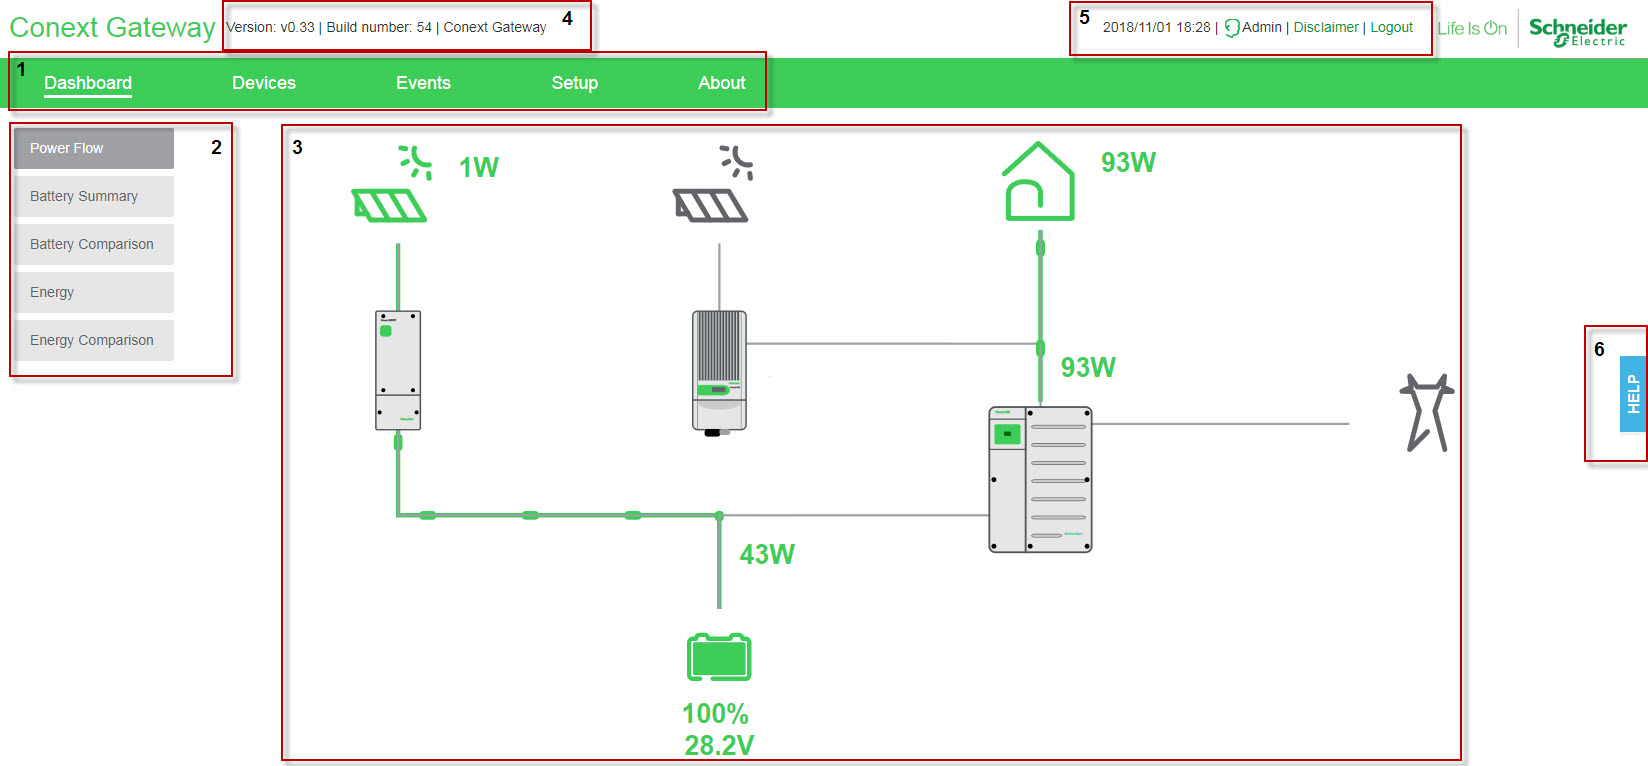 Conext Gateway
Version: v0.33 | Build number: 54 | Conext Gateway
4
5
2018/11/01 18:28 | Admin | Disclaimer | Logout
Life Is On
Schneider
Electric
1
Dashboard
Devices
Events
Setup
About
2
Power Flow
Battery Summary
Battery Comparison
Energy
Energy Comparison
3
1W
93W
93W
43W
100%
28.2V
6
HELP